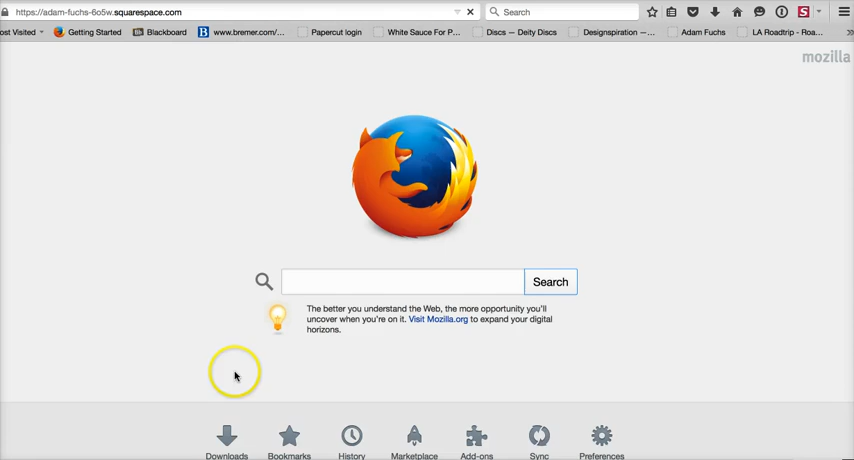 https://adam-fuchs-6o5w.squarespace.com
Search
ost Visited
Getting Started
Blackboard
www.bremer.com/...
Papercut login
White Sauce For P...
Discs — Deity Discs
Designspiration —...
Adam Fuchs
LA Roadtrip - Roa...
mozilla
Search
The better you understand the Web, the more opportunity you'll
uncover when you're on it. Visit Mozilla.org to expand your digital
horizons.
Downloads
Bookmarks
History
Marketplace
Add-ons
Sync
Preferences